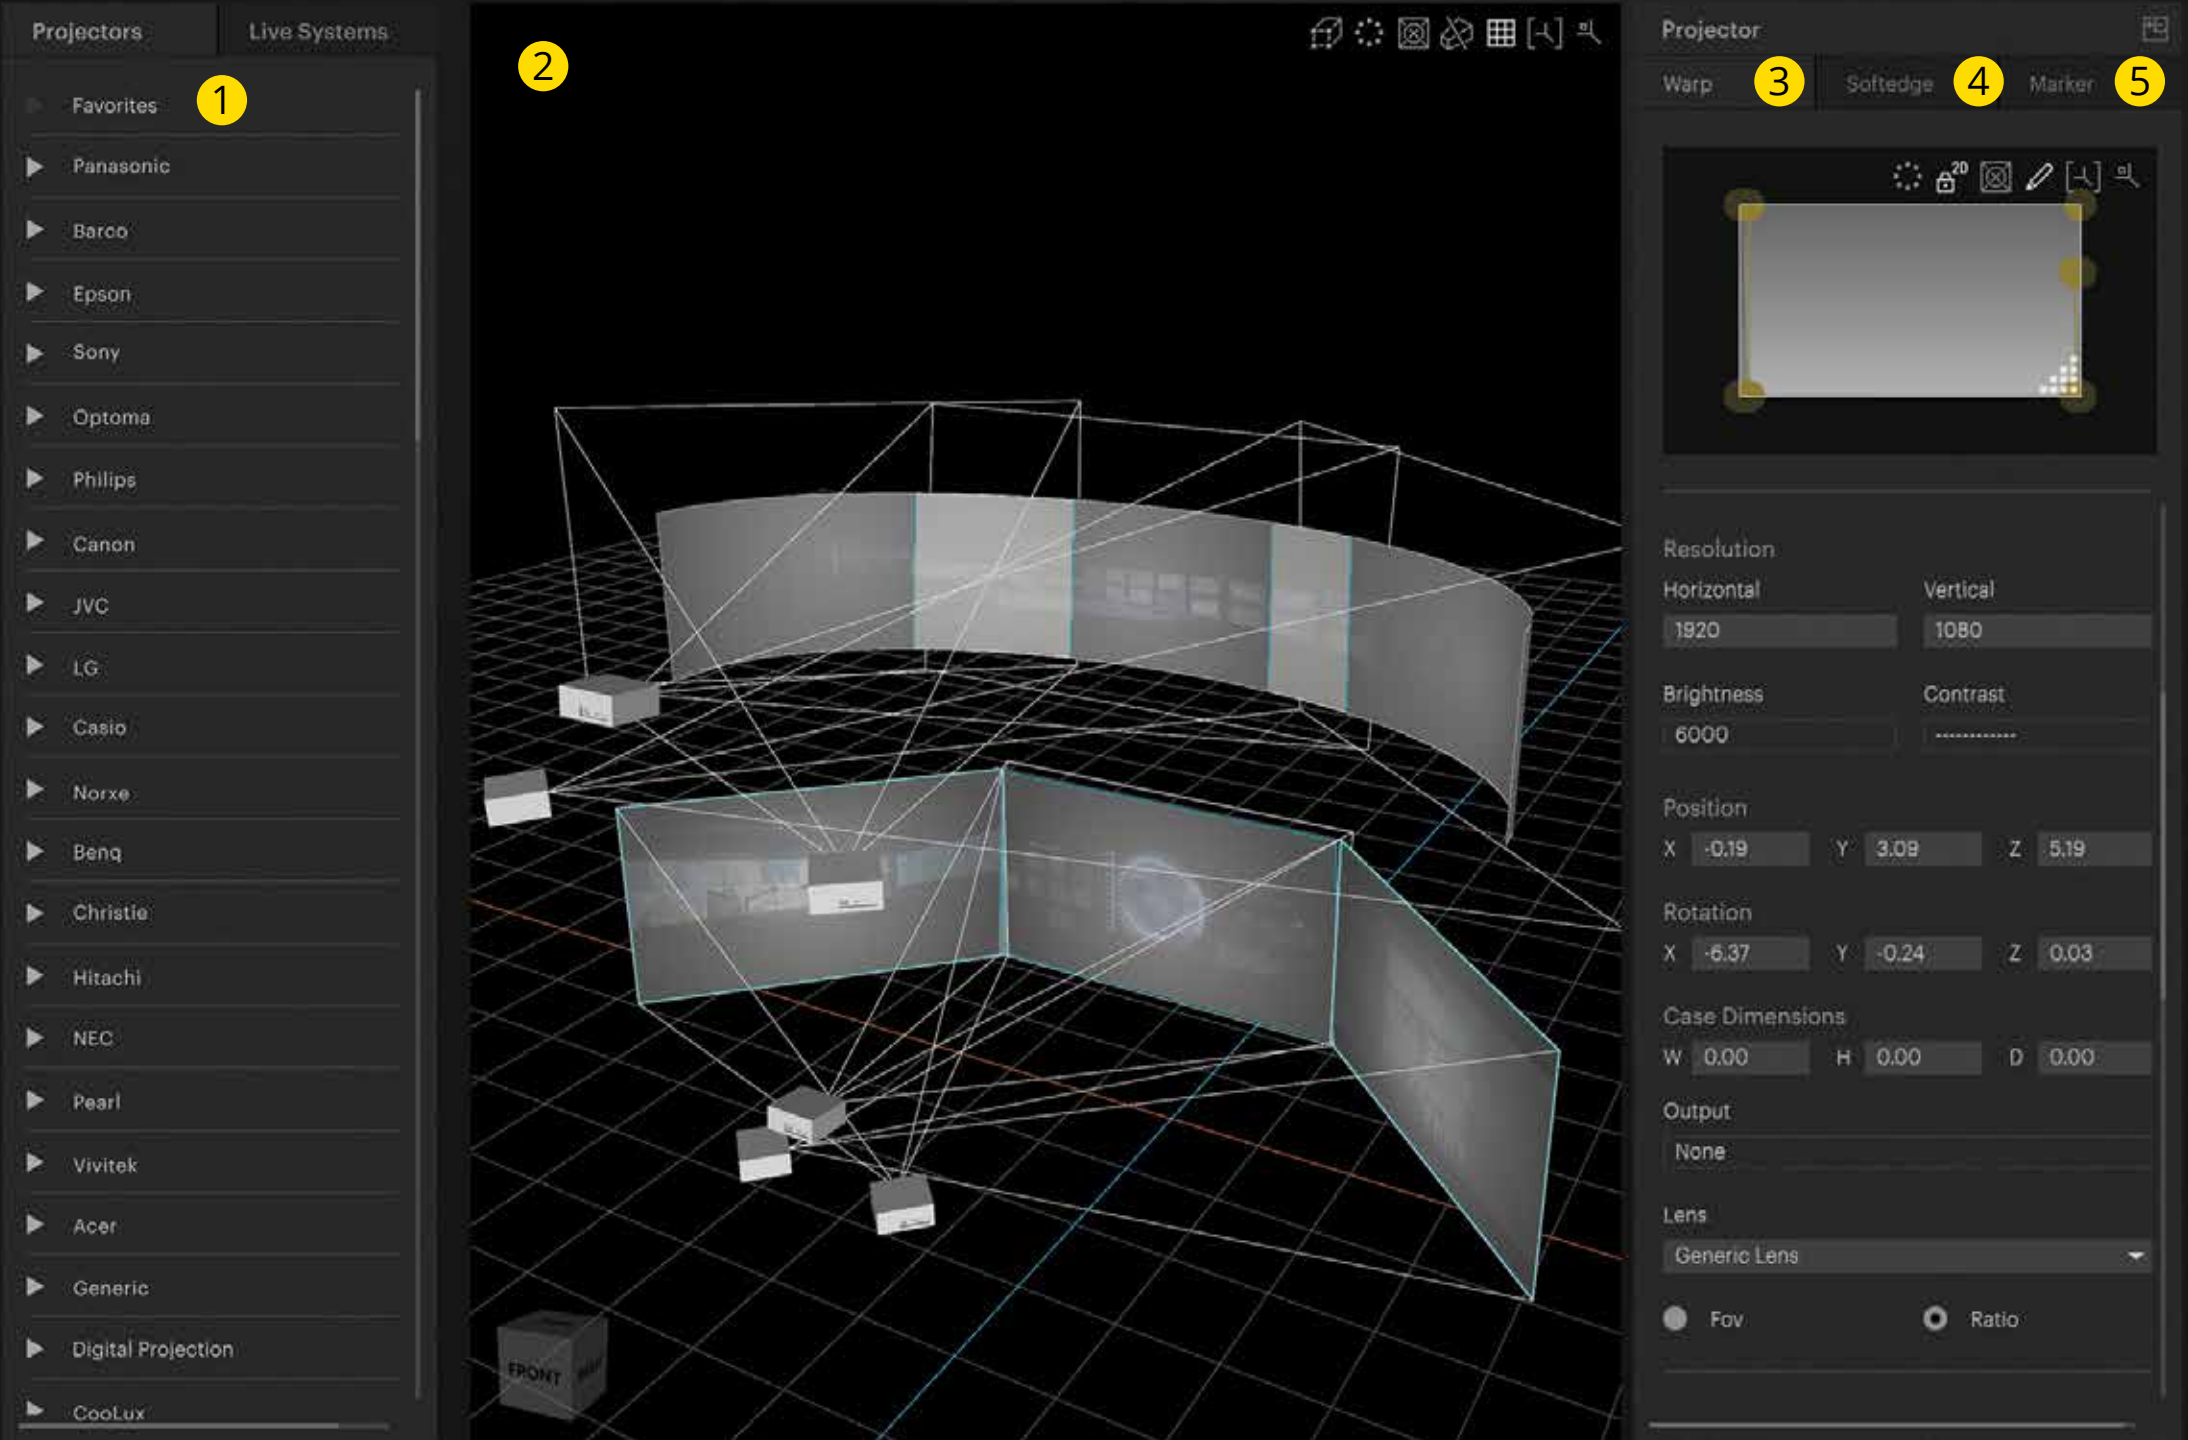 Projectors
Live Systems
1
Favorites
Panasonic
Barco
Epson
Sony
Optoma
Philips
Canon
JVC
LG
Casio
Norxe
Benq
Christie
Hitachi
NEC
Pearl
Vivitek
Acer
Generic
Digital Projection
CooLux
2
FRONT
Projector
Warp 3 Softedge 4 Marker 5
2D
Resolution
Horizontal Vertical
1920 1080
Brightness Contrast
6000 ------------
Position
X -0.19 Y 3.09 Z 5.19
Rotation
X -6.37 Y -0.24 Z 0.03
Case Dimensions
W 0.00 H 0.00 D 0.00
Output
None
Lens
Generic Lens
Fov Ratio